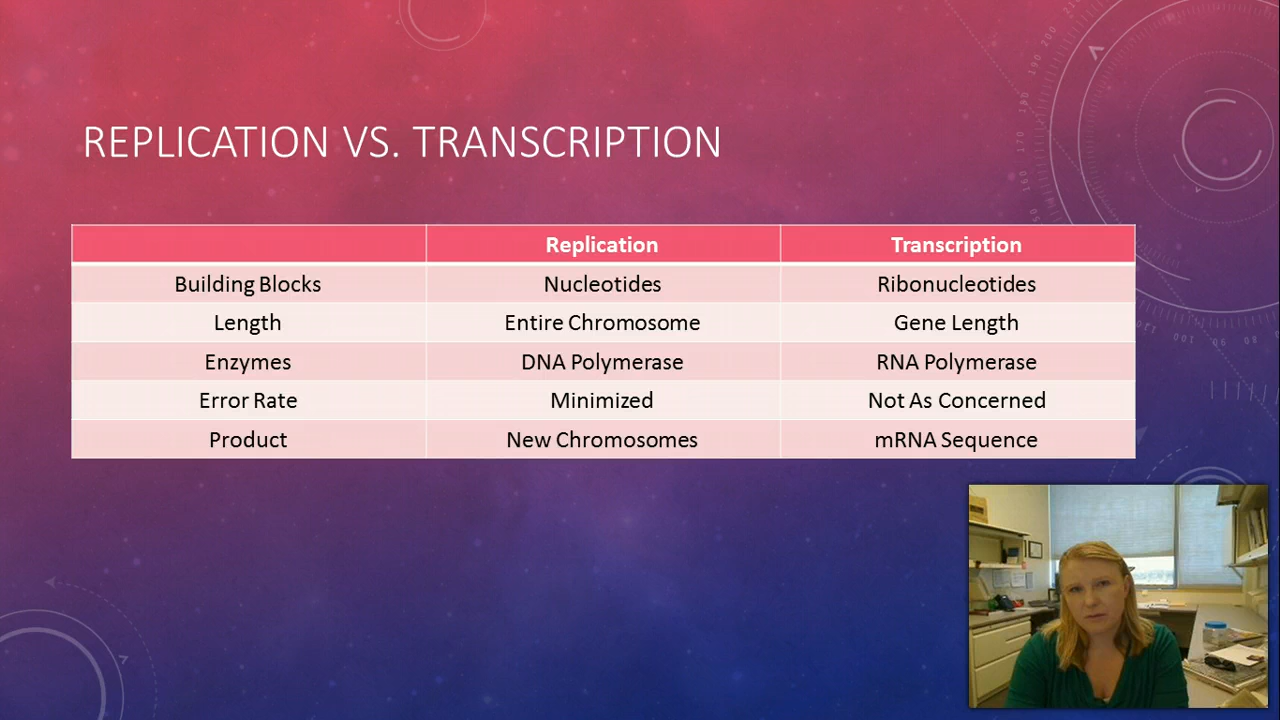 REPLICATION VS. TRANSCRIPTION
Replication Transcription
Building Blocks Nucleotides Ribonucleotides
Length Entire Chromosome Gene Length
Enzymes DNA Polymerase RNA Polymerase
Error Rate Minimized Not As Concerned
Product New Chromosomes mRNA Sequence